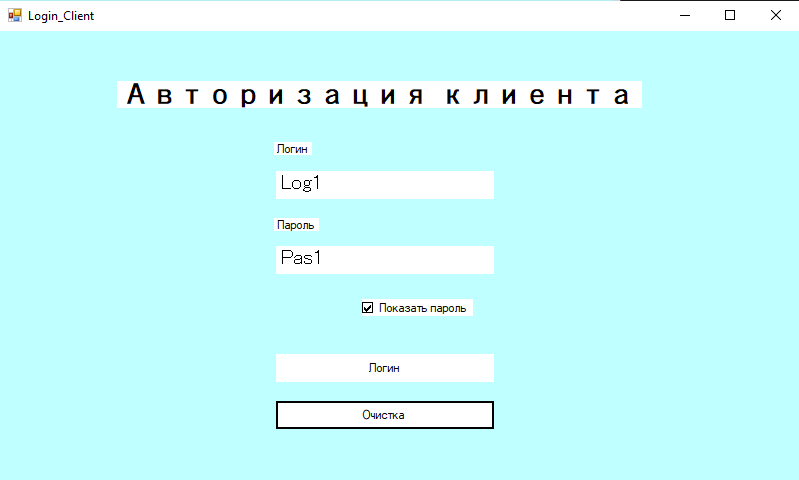 Login_Client
Авторизация клиента
Логин
Log1
Пароль
Pas1
Показать пароль
Логин
Очистка